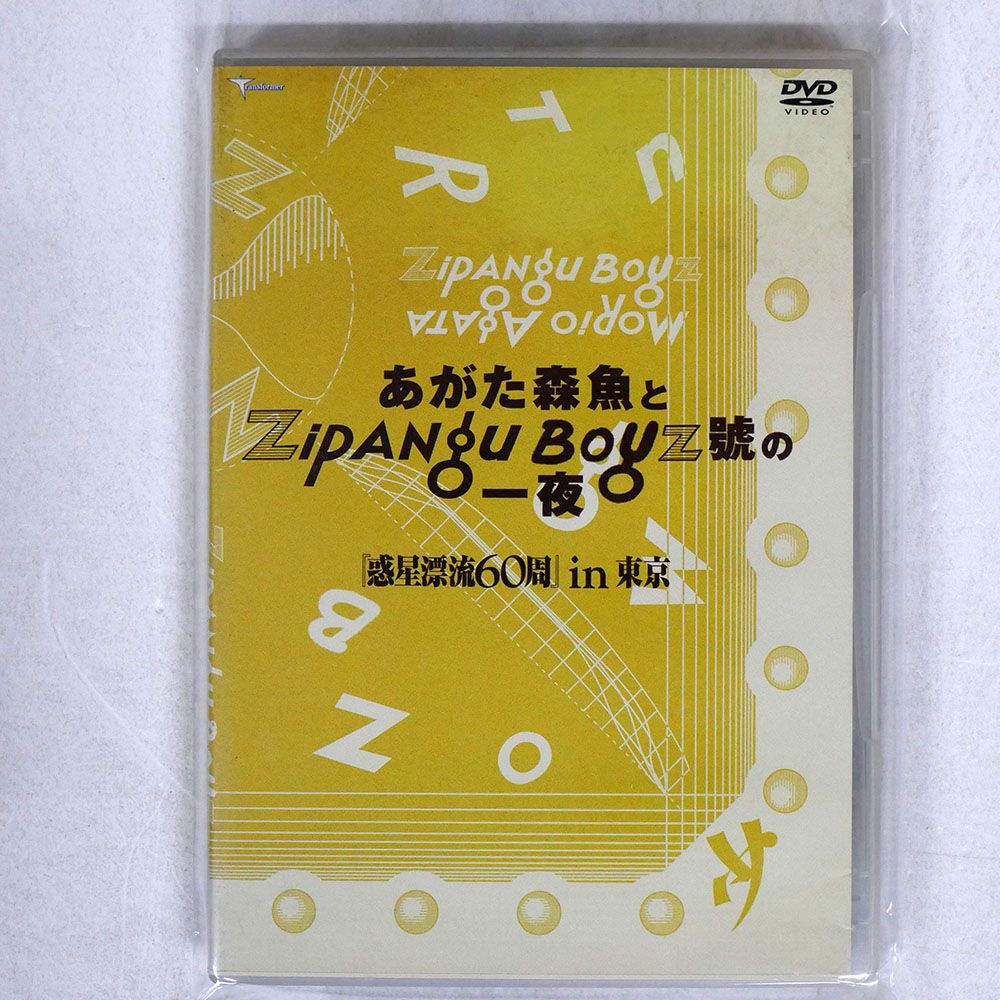 Transformer
DVD
VIDEO
T
R
U
Z
ZiPANgu BoyZ
MoRio AgATA
あがた森魚と
ZiPANgu BoyZ號の
一夜
『惑星漂流60周』in 東京
B
Z
O